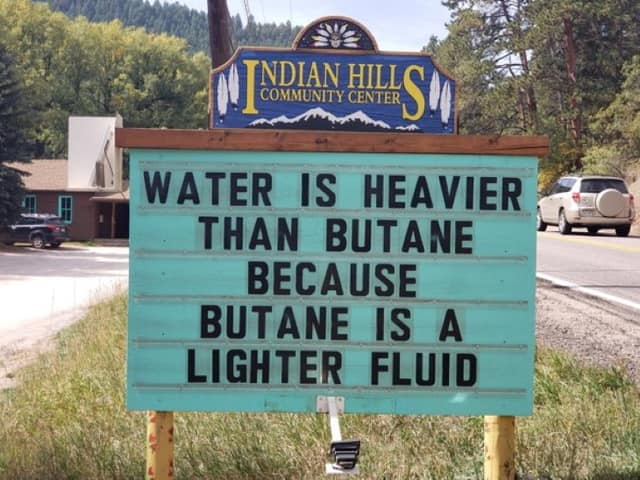 INDIAN HILLS
COMMUNITY CENTER
WATER IS HEAVIER
THAN BUTANE
BECAUSE
BUTANE IS A
LIGHTER FLUID